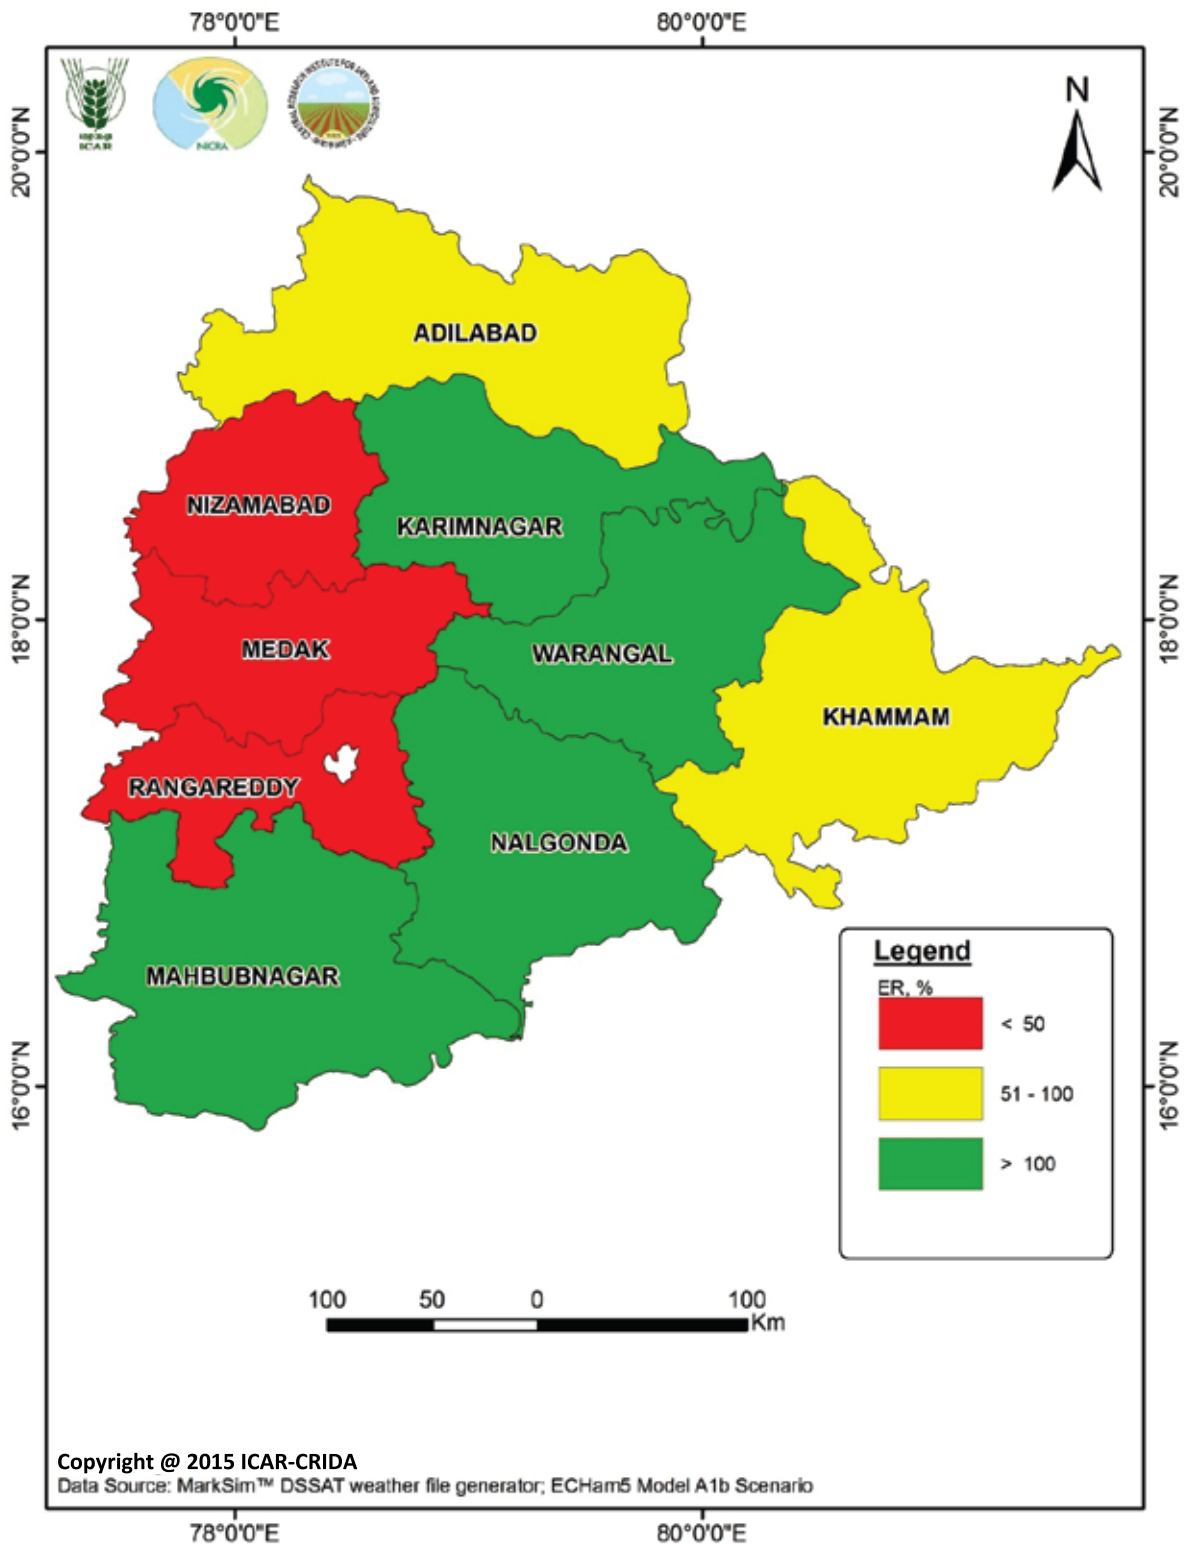 78°0'0"E 80°0'0"E
20°0'0"N
20°0'0"N
ICAR
NICRA
N
ADILABAD
NIZAMABAD
KARIMNAGAR
18°0'0"N
18°0'0"N
MEDAK
WARANGAL
KHAMMAM
RANGAREDDY
NALGONDA
MAHBUBNAGAR
Legend
ER, %
< 50
51 - 100
> 100
16°0'0"N
16°0'0"N
100 50 0 100
Km
Copyright @ 2015 ICAR-CRIDA
Data Source: MarkSim™ DSSAT weather file generator; ECHam5 Model A1b Scenario
78°0'0"E 80°0'0"E